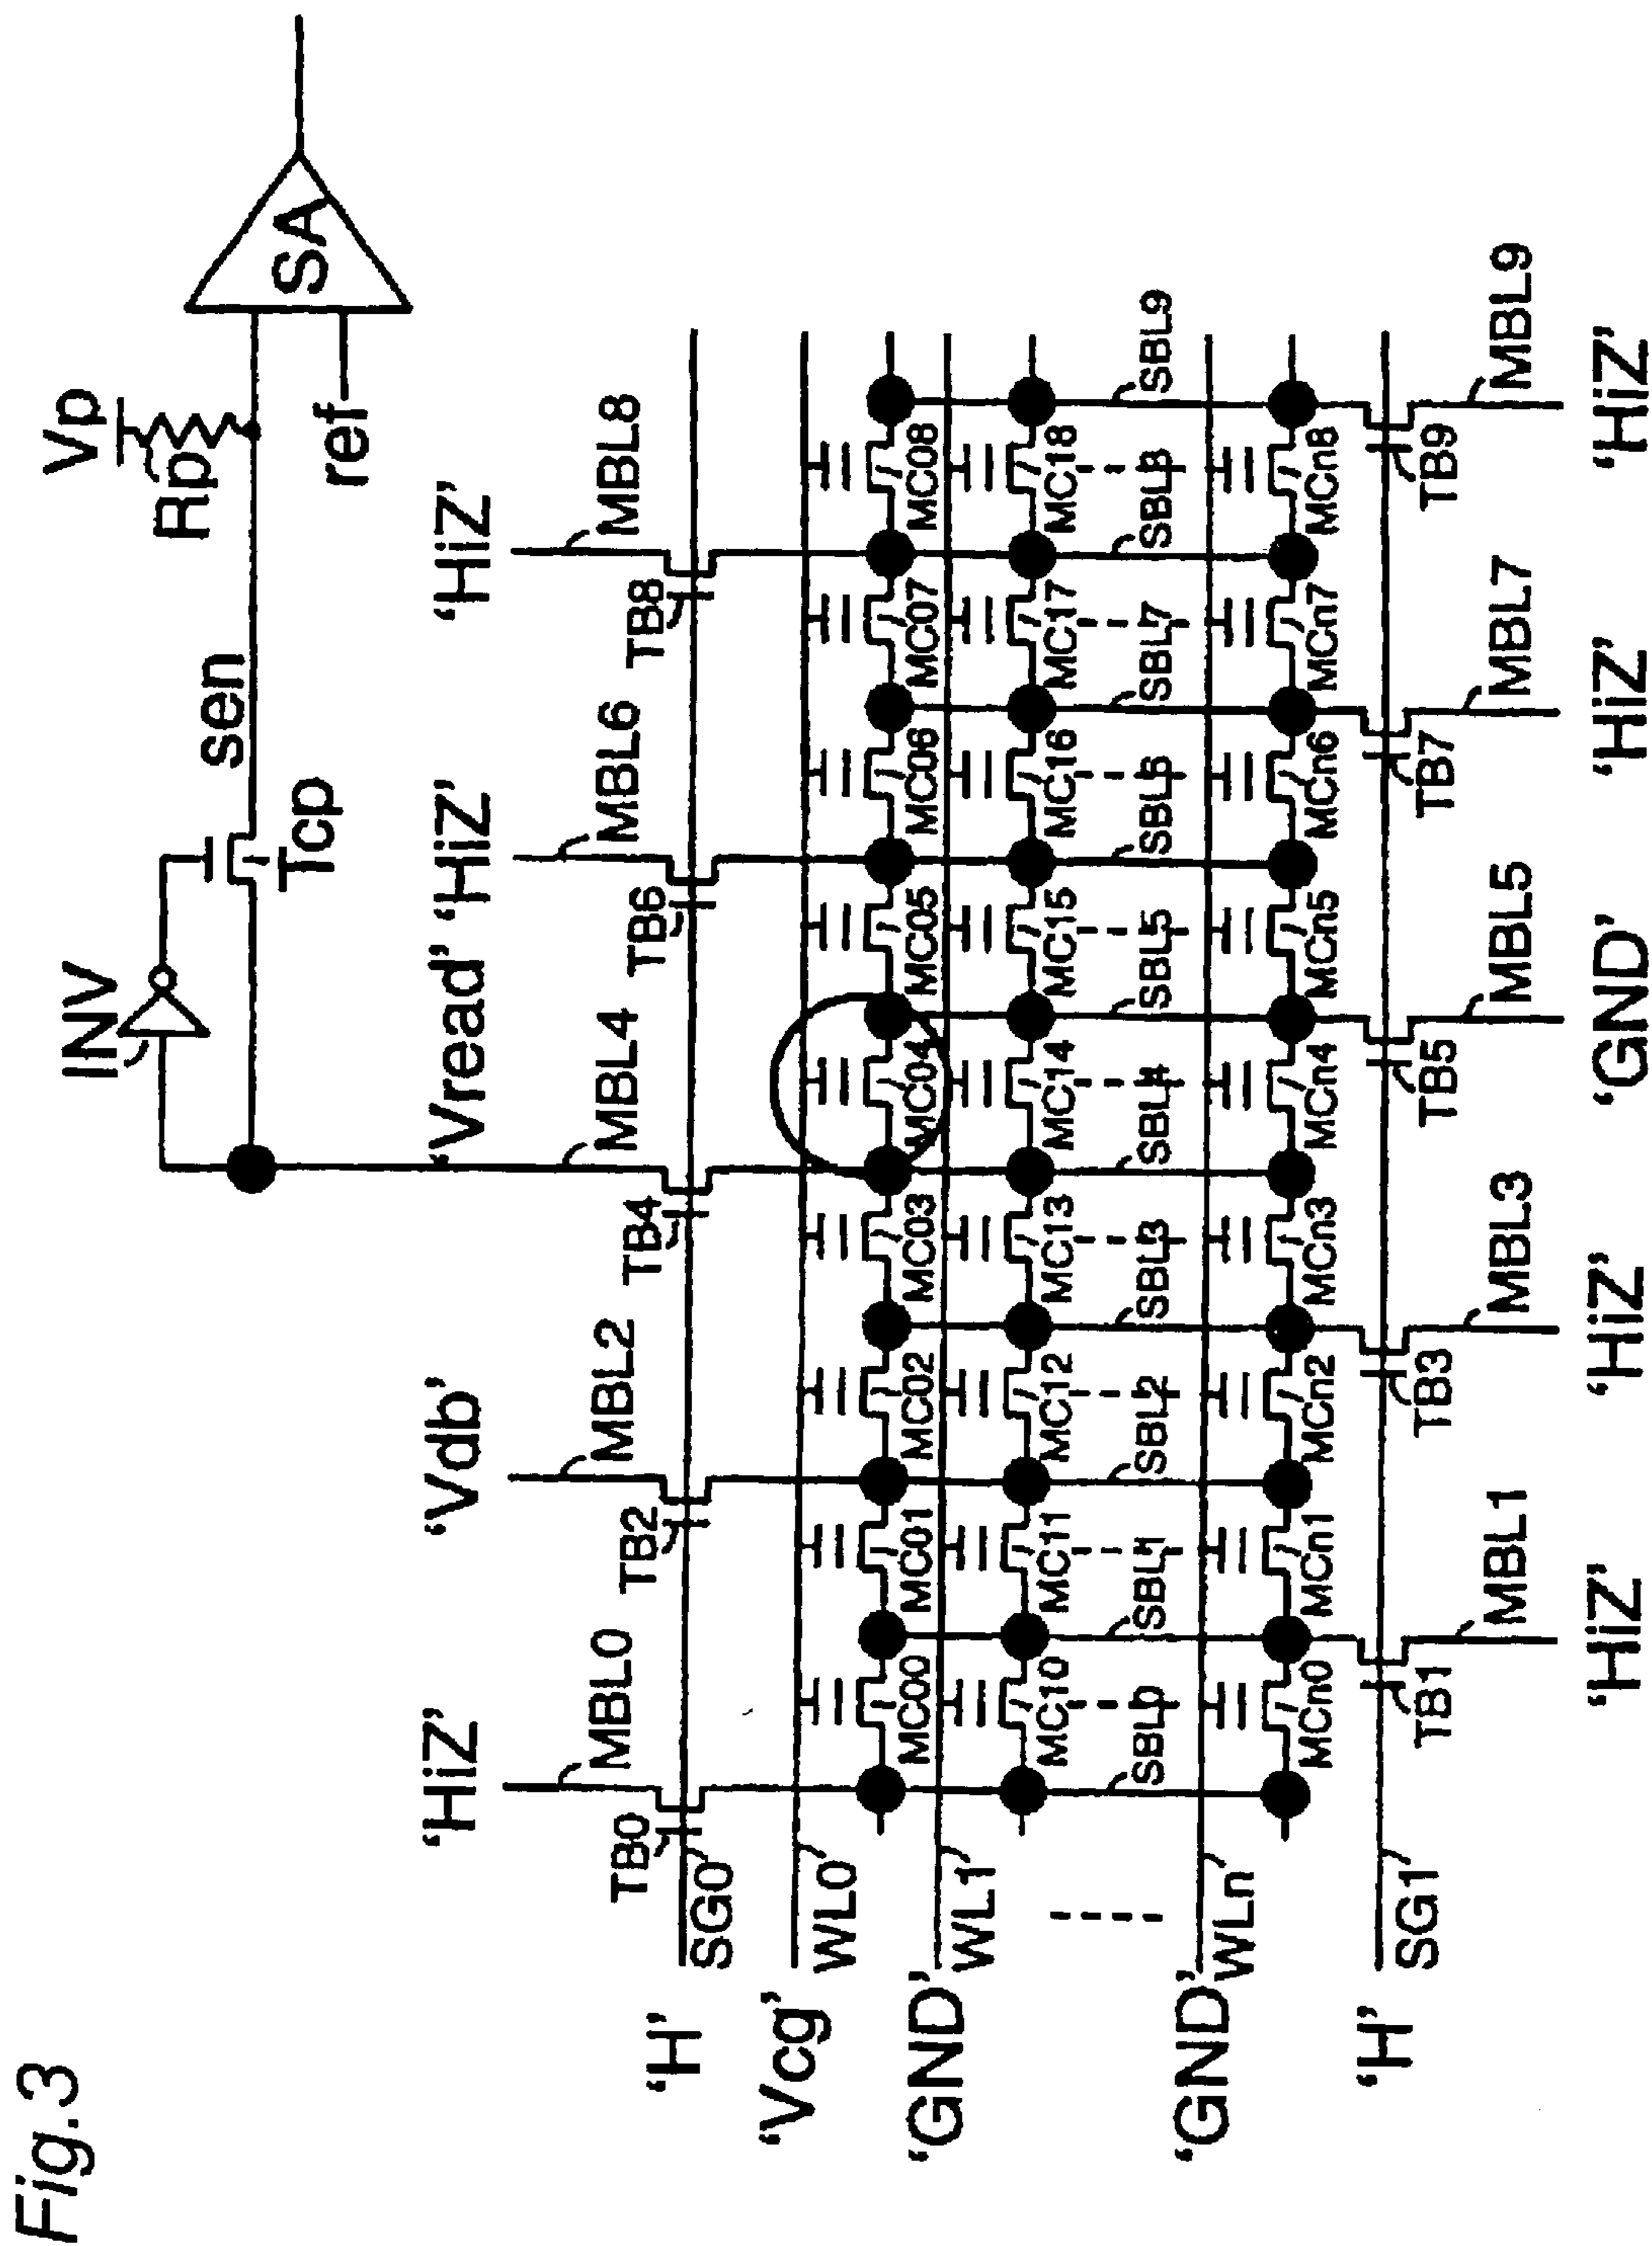 Fig.3
Vp
Rp
INV
sen
SA
Tcp
ref
'HiZ'
'Vdb'
'Vread'
'HiZ'
'HiZ'
MBL0
MBL2
MBL4
MBL6
MBL8
TB0
TB2
TB4
TB6
TB8
'H'
SG0
'Vcg'
WL0
MC00
MC01
MC02
MC03
MC04
MC05
MC06
MC07
MC08
'GND'
WL1
MC10
MC11
MC12
MC13
MC14
MC15
MC16
MC17
MC18
SBL0
SBL1
SBL2
SBL3
SBL4
SBL5
SBL6
SBL7
SBL8
SBL9
'GND'
WLn
MCn0
MCn1
MCn2
MCn3
MCn4
MCn5
MCn6
MCn7
MCn8
'H'
SG1
TB1
TB3
TB5
TB7
TB9
MBL1
MBL3
MBL5
MBL7
MBL9
'HiZ'
'HiZ'
'GND'
'HiZ'
'HiZ'